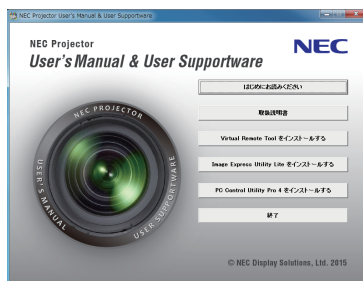 NEC Projector User's Manual & User Supportware
NEC Projector
NEC
User's Manual & User Supportware
はじめにお読みください
取扱説明書
Virtual Remote Tool をインストールする
Image Express Utility Lite をインストールする
PC Control Utility Pro 4 をインストールする
終了
NEC PROJECTOR
USER'S MANUAL
USER SUPPORTWARE
© NEC Display Solutions, Ltd. 2015